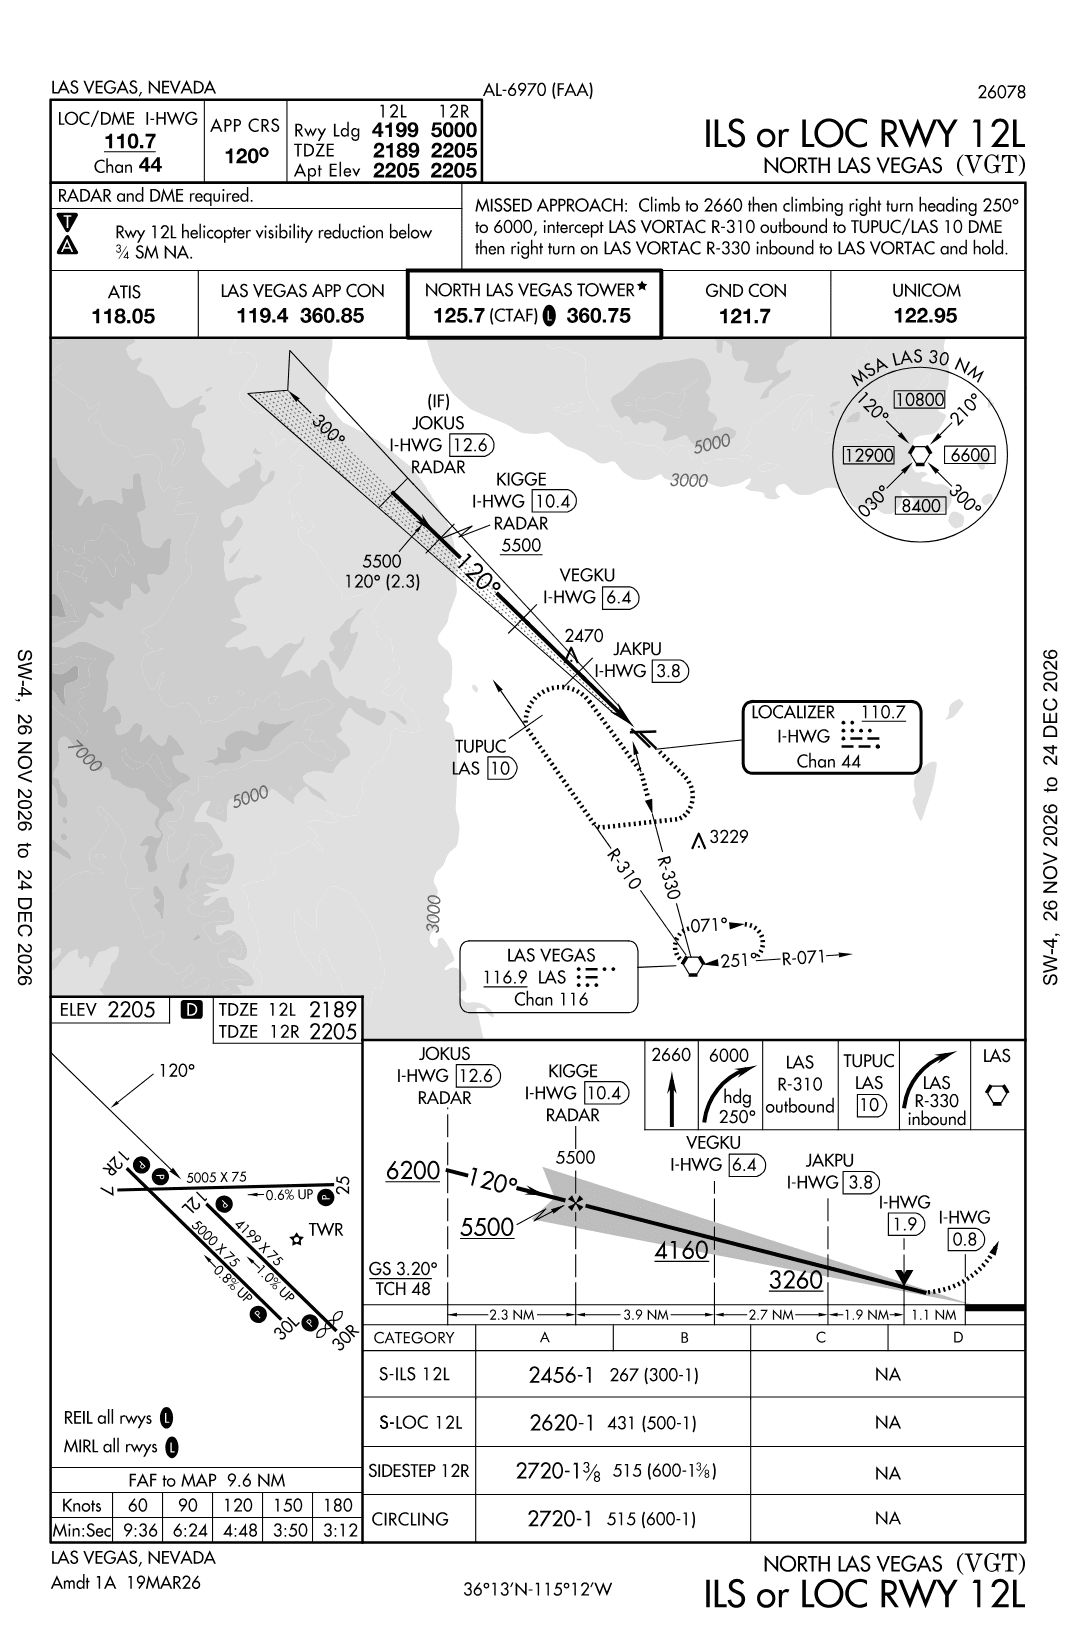 LAS VEGAS, NEVADA
AL-6970 (FAA)
26078
LOC/DME I-HWG
110.7
Chan 44
APP CRS
120°
12L 12R
Rwy Ldg 4199 5000
TDZE 2189 2205
Apt Elev 2205 2205
ILS or LOC RWY 12L
NORTH LAS VEGAS (VGT)
RADAR and DME required.
T
A
Rwy 12L helicopter visibility reduction below
¾ SM NA.
MISSED APPROACH: Climb to 2660 then climbing right turn heading 250°
to 6000, intercept LAS VORTAC R-310 outbound to TUPUC/LAS 10 DME
then right turn on LAS VORTAC R-330 inbound to LAS VORTAC and hold.
ATIS
118.05
LAS VEGAS APP CON
119.4 360.85
NORTH LAS VEGAS TOWER★
125.7 (CTAF) L 360.75
GND CON
121.7
UNICOM
122.95
MSA LAS 30 NM
120°
10800
210°
12900
6600
030°
8400
300°
300°
(IF)
JOKUS
I-HWG 12.6
RADAR
KIGGE
I-HWG 10.4
RADAR
5500
5000
3000
5500
120° (2.3)
120°
VEGKU
I-HWG 6.4
2470
JAKPU
I-HWG 3.8
LOCALIZER 110.7
I-HWG
Chan 44
TUPUC
LAS 10
7000
5000
3000
3229
R-310
R-330
071°
251°
R-071
LAS VEGAS
116.9 LAS
Chan 116
SW-4, 26 NOV 2026 to 24 DEC 2026
SW-4, 26 NOV 2026 to 24 DEC 2026
ELEV 2205
D
TDZE 12L 2189
TDZE 12R 2205
120°
12R
P
P
7
5005 X 75
0.6% UP
P
25
12L
P
4199 X 75
1.0% UP
5000 X 75
0.8% UP
TWR
P
30L
P
30R
REIL all rwys L
MIRL all rwys L
FAF to MAP 9.6 NM
Knots 60 90 120 150 180
Min:Sec 9:36 6:24 4:48 3:50 3:12
JOKUS
I-HWG 12.6
RADAR
KIGGE
I-HWG 10.4
RADAR
5500
2660
6000
hdg
250°
LAS
R-310
outbound
TUPUC
LAS
10
LAS
R-330
inbound
LAS
VEGKU
I-HWG 6.4
JAKPU
I-HWG 3.8
I-HWG
1.9
I-HWG
0.8
6200
120°
5500
4160
3260
GS 3.20°
TCH 48
2.3 NM
3.9 NM
2.7 NM
1.9 NM
1.1 NM
CATEGORY A B C D
S-ILS 12L 2456-1 267 (300-1) NA
S-LOC 12L 2620-1 431 (500-1) NA
SIDESTEP 12R 2720-1⅜ 515 (600-1⅜) NA
CIRCLING 2720-1 515 (600-1) NA
LAS VEGAS, NEVADA
Amdt 1A 19MAR26
36°13'N-115°12'W
NORTH LAS VEGAS (VGT)
ILS or LOC RWY 12L